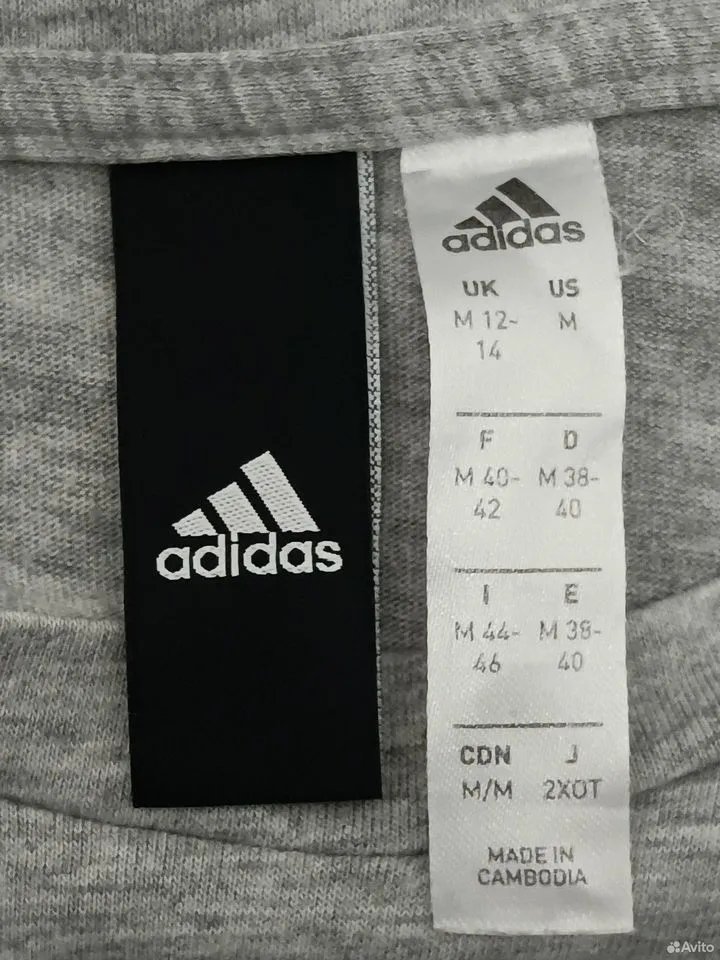 adidas
adidas
UK US
M 12- M
14
F D
M 40- M 38-
42 40
I E
M 44- M 38-
46 40
CDN J
M/M 2XOT
MADE IN
CAMBODIA
Avito